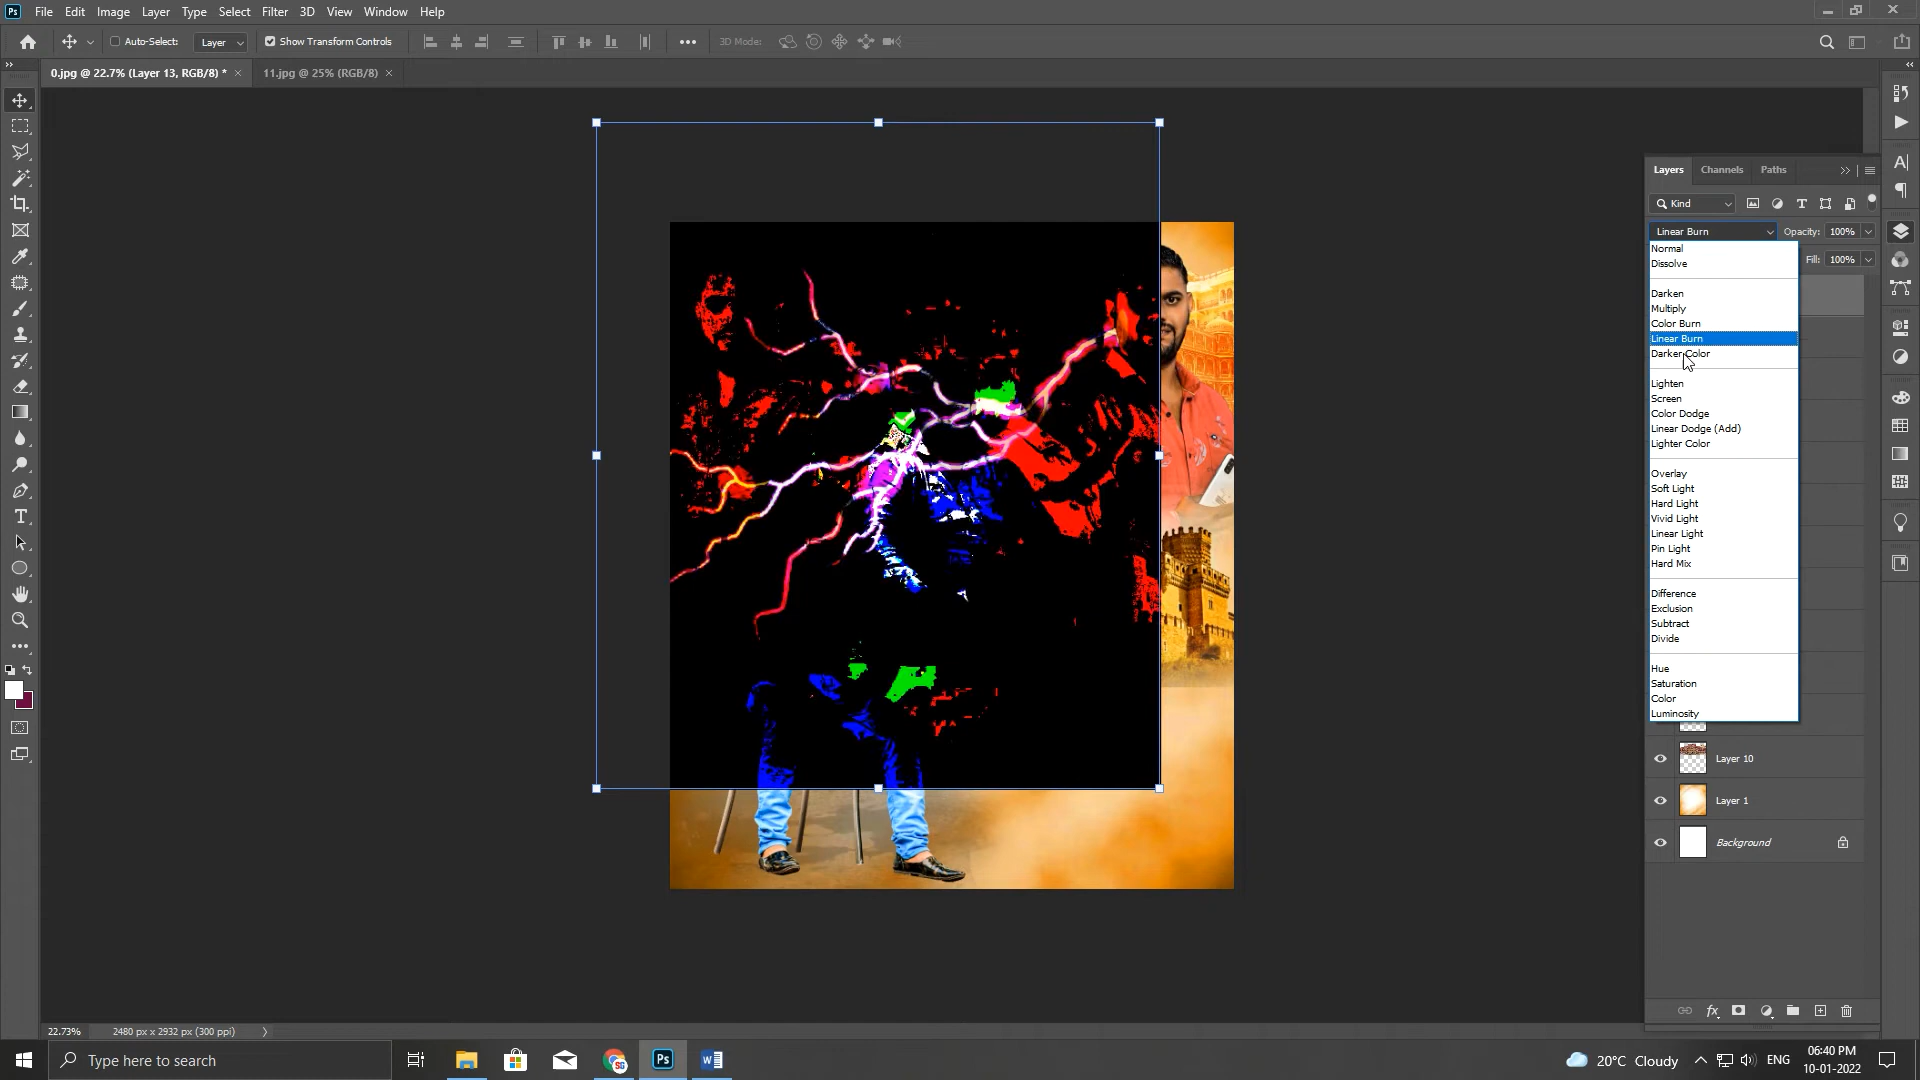 Ps File Edit Image Layer Type Select Filter 3D View Window Help
Auto-Select: Layer Show Transform Controls 3D Mode:
0.jpg @ 22.7% (Layer 13, RGB/8) * × 11.jpg @ 25% (RGB/8) ×
Layers Channels Paths
Kind
Linear Burn Opacity: 100%
Fill: 100%
Normal
Dissolve
Darken
Multiply
Color Burn
Linear Burn
Darker Color
Lighten
Screen
Color Dodge
Linear Dodge (Add)
Lighter Color
Overlay
Soft Light
Hard Light
Vivid Light
Linear Light
Pin Light
Hard Mix
Difference
Exclusion
Subtract
Divide
Hue
Saturation
Color
Luminosity
Layer 10
Layer 1
Background
22.73% 2480 px x 2932 px (300 ppi)
Type here to search
20°C Cloudy
ENG
06:40 PM
10-01-2022